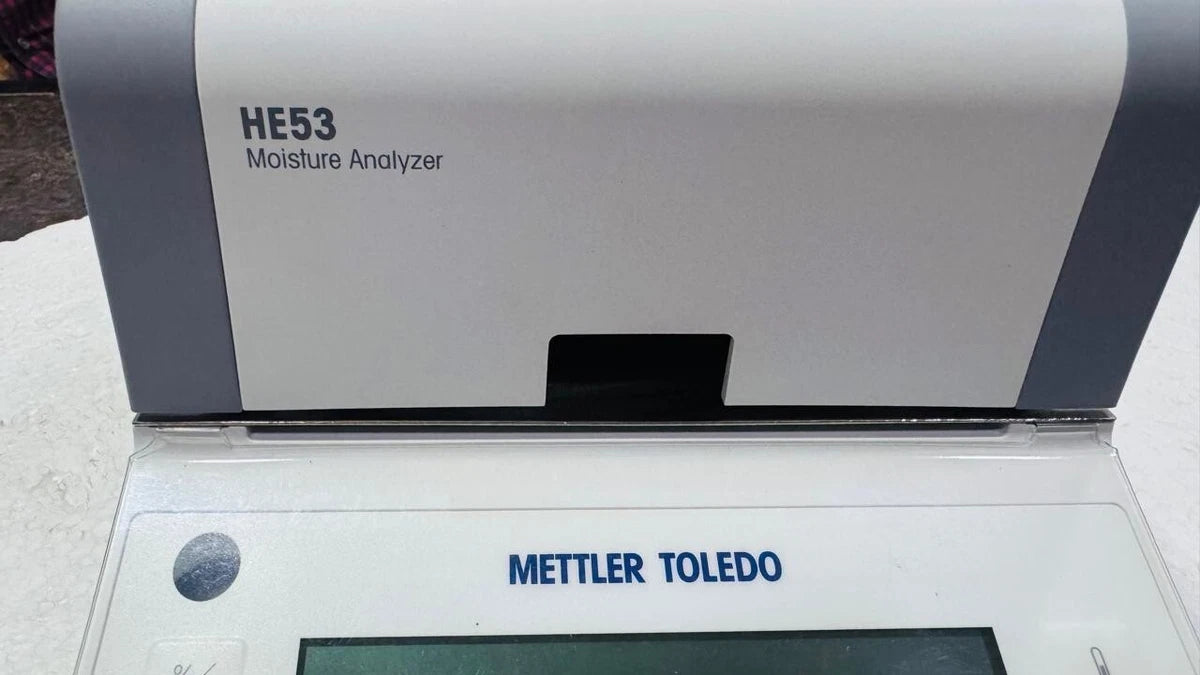 HE53
Moisture Analyzer
METTLER TOLEDO